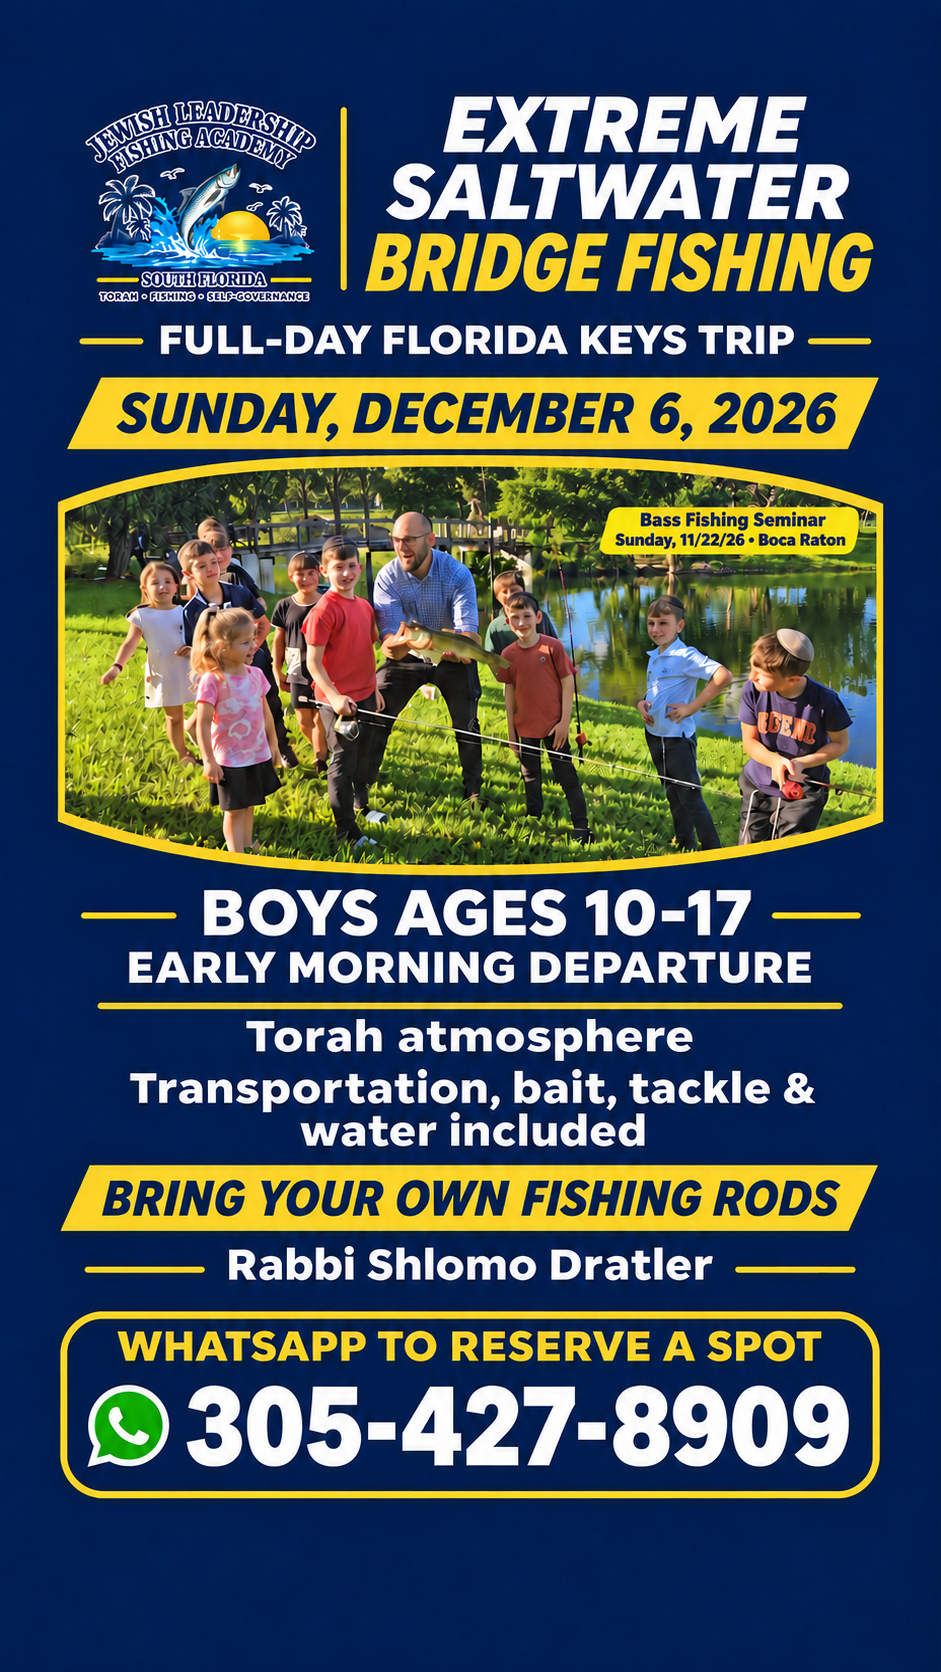 JEWISH LEADERSHIP
FISHING ACADEMY
SOUTH FLORIDA
TORAH • FISHING • SELF-GOVERNANCE
EXTREME
SALTWATER
BRIDGE FISHING
FULL-DAY FLORIDA KEYS TRIP
SUNDAY, DECEMBER 6, 2026
Bass Fishing Seminar
Sunday, 11/22/26 • Boca Raton
BOYS AGES 10-17
EARLY MORNING DEPARTURE
Torah atmosphere
Transportation, bait, tackle &
water included
BRING YOUR OWN FISHING RODS
Rabbi Shlomo Dratler
WHATSAPP TO RESERVE A SPOT
305-427-8909